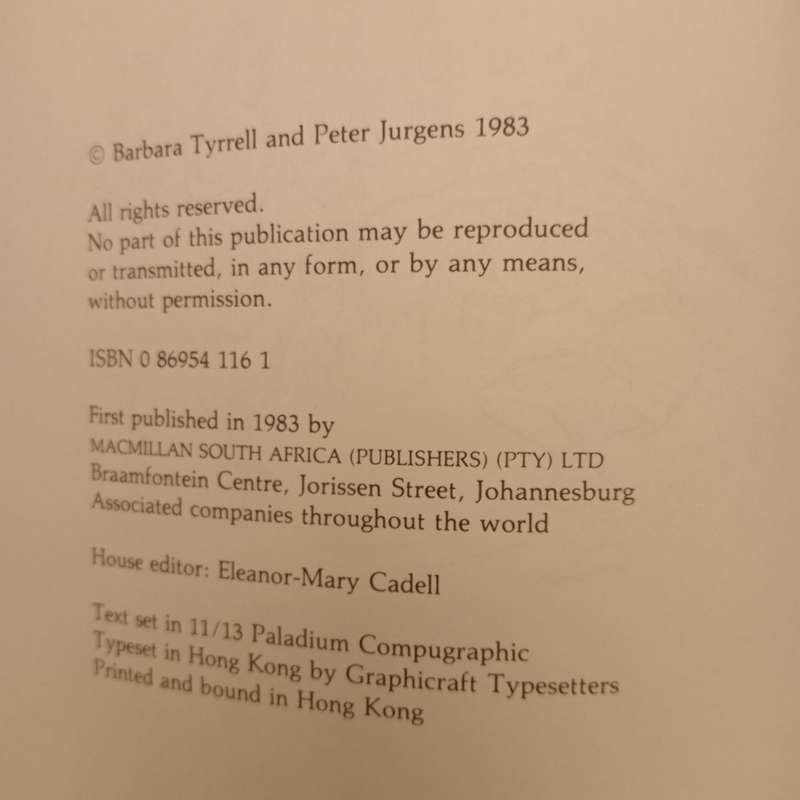 © Barbara Tyrrell and Peter Jurgens 1983
All rights reserved.
No part of this publication may be reproduced
or transmitted, in any form, or by any means,
without permission.
ISBN 0 86954 116 1
First published in 1983 by
MACMILLAN SOUTH AFRICA (PUBLISHERS) (PTY) LTD
Braamfontein Centre, Jorissen Street, Johannesburg
Associated companies throughout the world
House editor: Eleanor-Mary Cadell
Text set in 11/13 Paladium Compugraphic
Typeset in Hong Kong by Graphicraft Typesetters
Printed and bound in Hong Kong